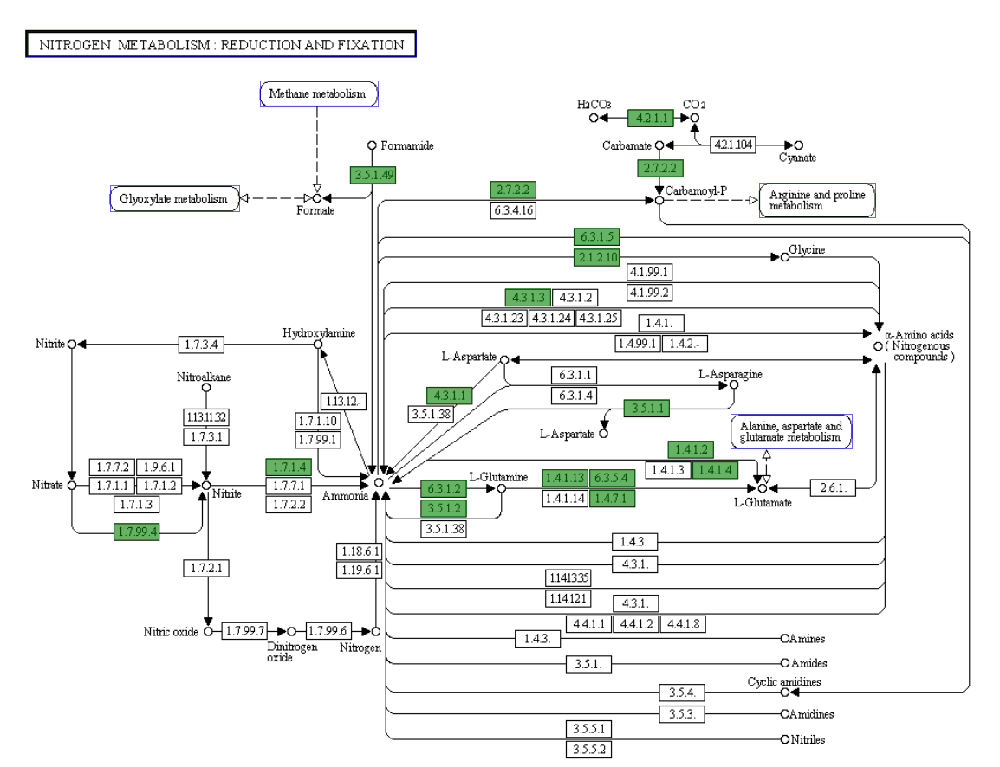 NITROGEN METABOLISM : REDUCTION AND FIXATION
Methane metabolism
H2CO3
4.2.1.1
CO2
Formamide
Carbamate
4.2.1.104
Cyanate
3.5.1.49
2.7.2.2
Glyoxylate metabolism
Formate
2.7.2.2
6.3.4.16
Carbamoyl-P
Arginine and proline
metabolism
6.3.1.5
2.1.2.10
Glycine
4.1.99.1
4.1.99.2
4.3.1.3
4.3.1.2
4.3.1.23
4.3.1.24
4.3.1.25
1.4.1.
1.4.99.1
1.4.2.-
α-Amino acids
( Nitrogenous
compounds )
Nitrite
1.7.3.4
Hydroxylamine
L-Aspartate
6.3.1.1
6.3.1.4
L-Asparagine
Nitroalkane
1.13.12.-
4.3.1.1
3.5.1.38
3.5.1.1
L-Aspartate
Alanine, aspartate and
glutamate metabolism
1.13.11.32
1.7.3.1
1.7.1.10
1.7.99.1
1.4.1.2
1.4.1.3
1.4.1.4
1.7.7.2
1.9.6.1
1.7.1.1
1.7.1.2
1.7.1.3
Nitrate
Nitrite
1.7.1.4
1.7.7.1
1.7.2.2
Ammonia
6.3.1.2
3.5.1.2
3.5.1.38
L-Glutamine
1.4.1.13
6.3.5.4
1.4.1.14
1.4.7.1
L-Glutamate
2.6.1.
1.7.99.4
1.7.2.1
1.18.6.1
1.19.6.1
1.4.3.
4.3.1.
1.14.13.35
1.14.12.1
4.3.1.
4.4.1.1
4.4.1.2
4.4.1.8
Nitric oxide
1.7.99.7
Dinitrogen
oxide
1.7.99.6
Nitrogen
1.4.3.
Amines
3.5.1.
Amides
Cyclic amidines
3.5.4.
3.5.3.
Amidines
3.5.5.1
3.5.5.2
Nitriles